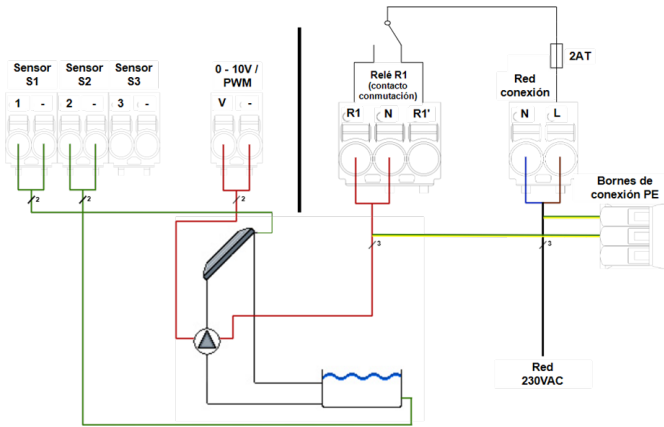 Sensor
S1
Sensor
S2
Sensor
S3
0 - 10V /
PWM
1
-
2
-
3
-
V
-
2
2
2
Relé R1
(contacto
conmutación)
R1
N
R1'
3
2AT
Red
conexión
N
L
Bornes de
conexión PE
3
Red
230VAC